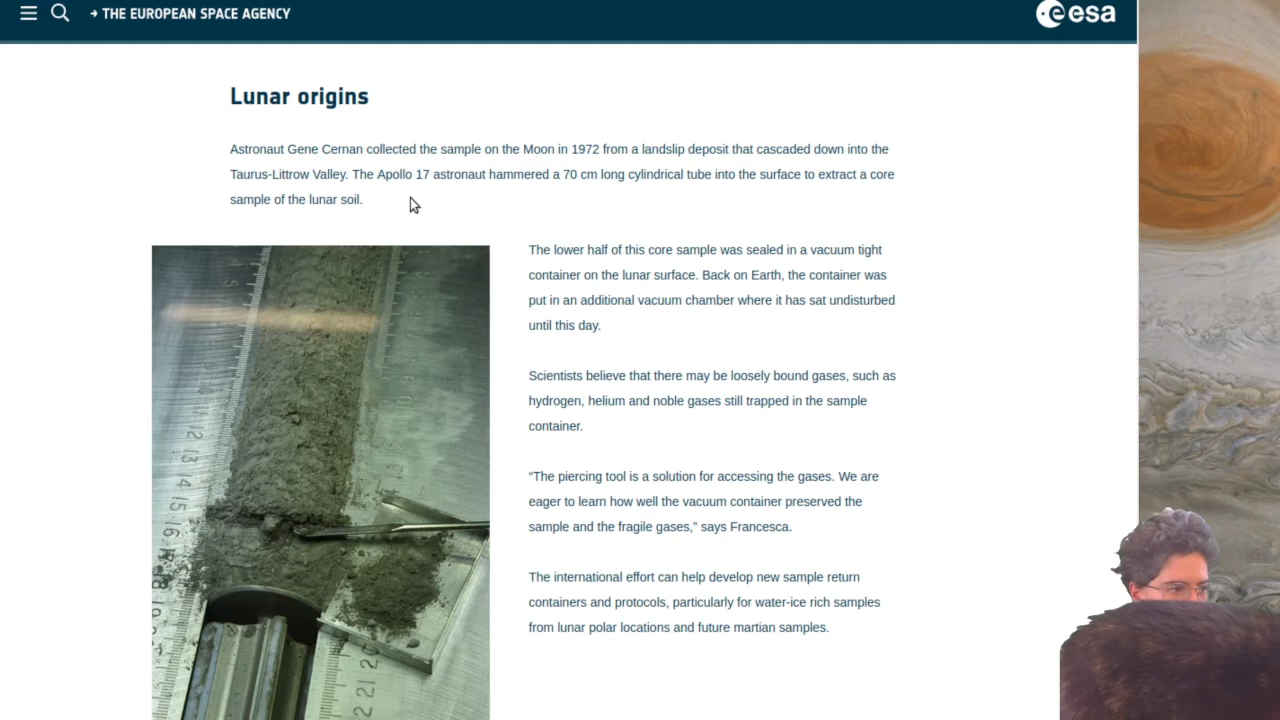 → THE EUROPEAN SPACE AGENCY
esa
Lunar origins
Astronaut Gene Cernan collected the sample on the Moon in 1972 from a landslip deposit that cascaded down into the
Taurus-Littrow Valley. The Apollo 17 astronaut hammered a 70 cm long cylindrical tube into the surface to extract a core
sample of the lunar soil.
The lower half of this core sample was sealed in a vacuum tight
container on the lunar surface. Back on Earth, the container was
put in an additional vacuum chamber where it has sat undisturbed
until this day.
Scientists believe that there may be loosely bound gases, such as
hydrogen, helium and noble gases still trapped in the sample
container.
“The piercing tool is a solution for accessing the gases. We are
eager to learn how well the vacuum container preserved the
sample and the fragile gases,” says Francesca.
The international effort can help develop new sample return
containers and protocols, particularly for water-ice rich samples
from lunar polar locations and future martian samples.
12
13
14
15
16
20
21
22